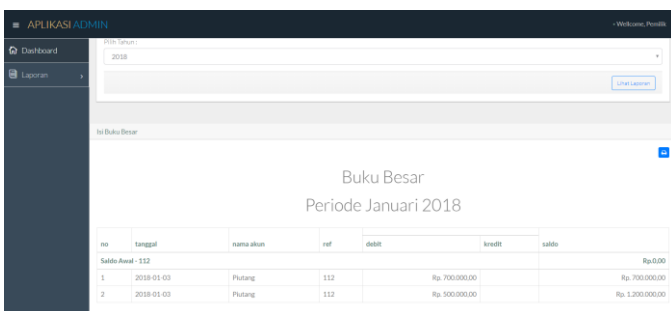 ≡ APLIKASI ADMIN
- Wellcome, Pemilik
Dashboard
Laporan
Pilih Tahun :
2018
Lihat Laporan
Isi Buku Besar
Buku Besar
Periode Januari 2018
no tanggal nama akun ref debit kredit saldo
Saldo Awal - 112 Rp.0,00
1 2018-01-03 Piutang 112 Rp. 700.000,00 Rp. 700.000,00
2 2018-01-03 Piutang 112 Rp. 500.000,00 Rp. 1.200.000,00